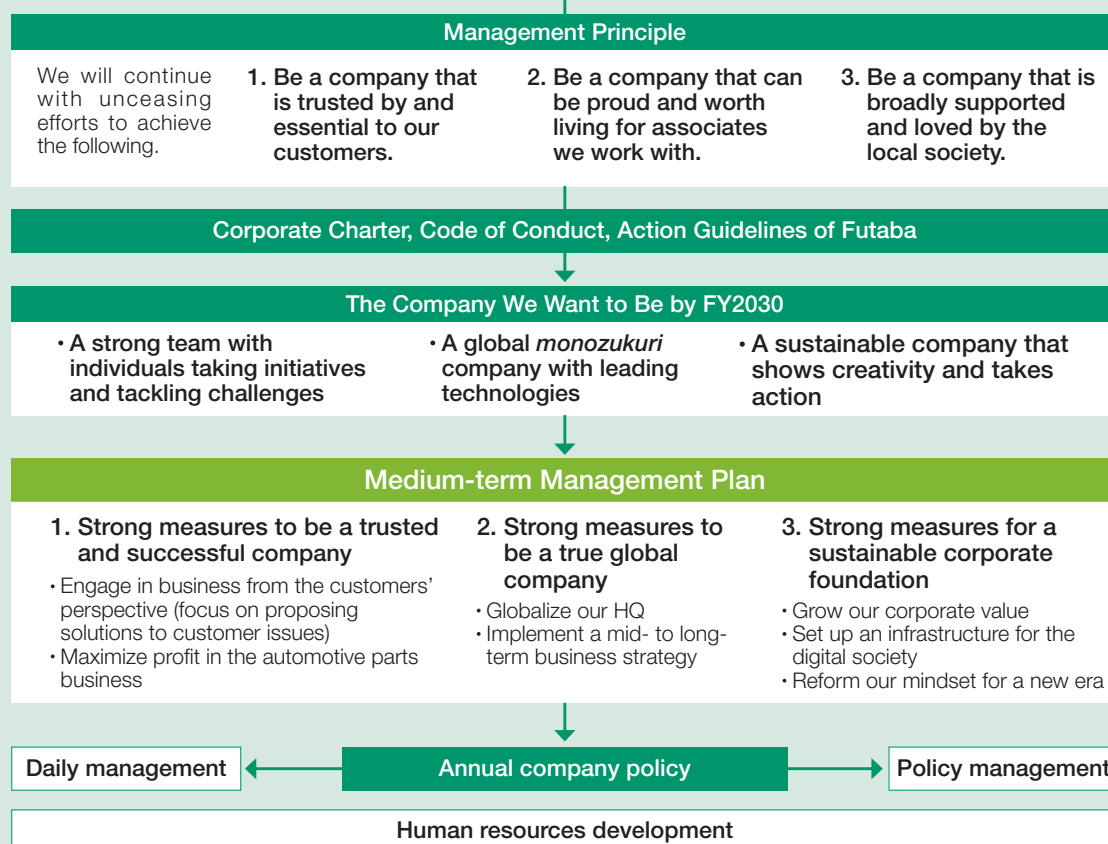 Management Principle
We will continue
with unceasing
efforts to achieve
the following.
1. Be a company that
is trusted by and
essential to our
customers.
2. Be a company that can
be proud and worth
living for associates
we work with.
3. Be a company that is
broadly supported
and loved by the
local society.
Corporate Charter, Code of Conduct, Action Guidelines of Futaba
The Company We Want to Be by FY2030
・A strong team with
individuals taking initiatives
and tackling challenges
・A global monozukuri
company with leading
technologies
・A sustainable company that
shows creativity and takes
action
Medium-term Management Plan
1. Strong measures to be a trusted
and successful company
・Engage in business from the customers’
perspective (focus on proposing
solutions to customer issues)
・Maximize profit in the automotive parts
business
2. Strong measures to
be a true global
company
・Globalize our HQ
・Implement a mid- to long-
term business strategy
3. Strong measures for a
sustainable corporate
foundation
・Grow our corporate value
・Set up an infrastructure for the
digital society
・Reform our mindset for a new era
Daily management
Annual company policy
Policy management
Human resources development